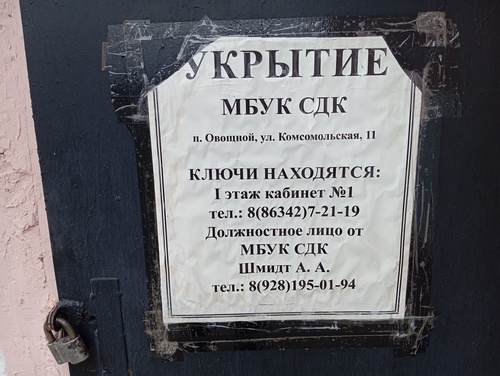 УКРЫТИЕ
МБУК СДК
п. Овощной, ул. Комсомольская, 11
КЛЮЧИ НАХОДЯТСЯ:
I этаж кабинет №1
тел.: 8(86342)7-21-19
Должностное лицо от
МБУК СДК
Шмидт А. А.
тел.: 8(928)195-01-94